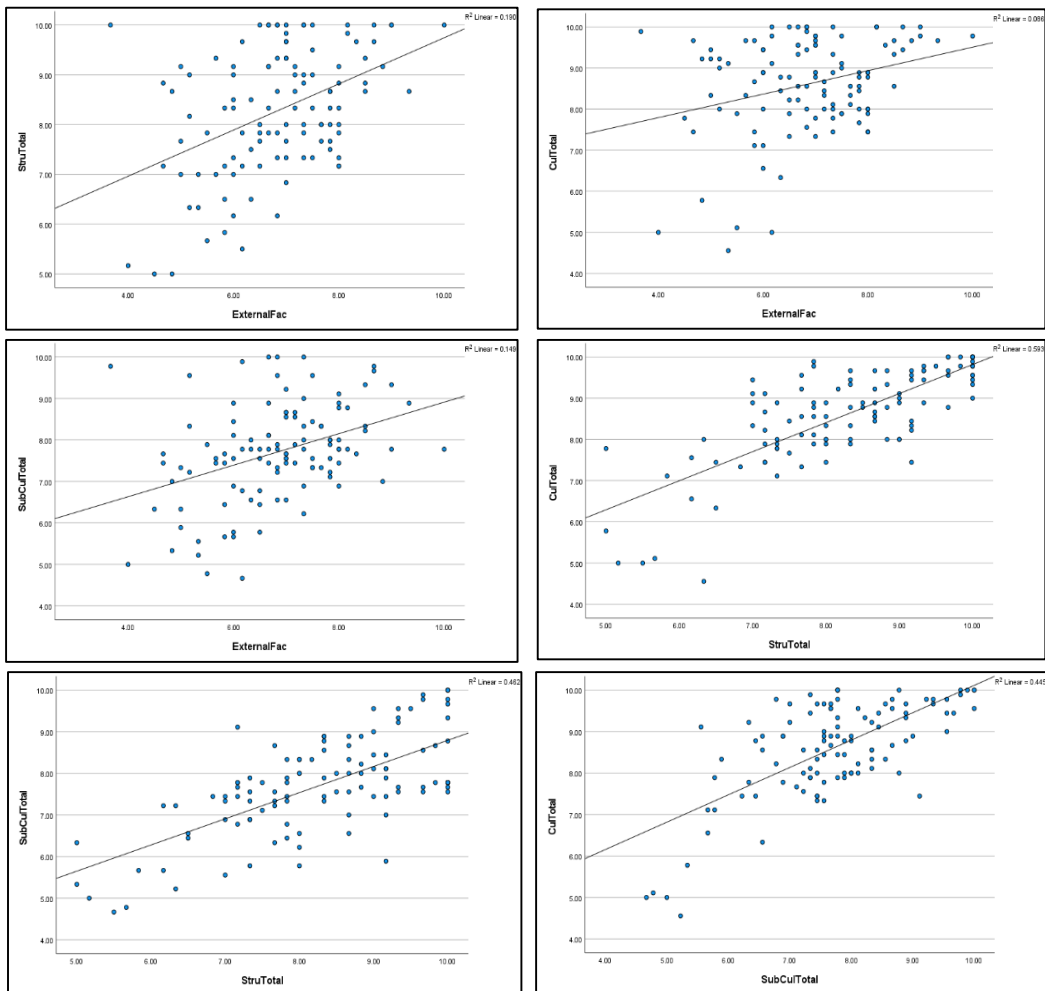 R² Linear = 0.190
10.00
9.00
8.00
StruTotal
7.00
6.00
5.00
4.00 6.00 8.00 10.00
ExternalFac
R² Linear = 0.086
10.00
9.00
8.00
CulTotal
7.00
6.00
5.00
4.00
4.00 6.00 8.00 10.00
ExternalFac
R² Linear = 0.149
10.00
9.00
8.00
SubCulTotal
7.00
6.00
5.00
4.00
4.00 6.00 8.00 10.00
ExternalFac
R² Linear = 0.593
10.00
9.00
8.00
CulTotal
7.00
6.00
5.00
4.00
5.00 6.00 7.00 8.00 9.00 10.00
StruTotal
R² Linear = 0.462
10.00
9.00
8.00
SubCulTotal
7.00
6.00
5.00
4.00
5.00 6.00 7.00 8.00 9.00 10.00
StruTotal
R² Linear = 0.445
10.00
9.00
8.00
CulTotal
7.00
6.00
5.00
4.00
4.00 5.00 6.00 7.00 8.00 9.00 10.00
SubCulTotal